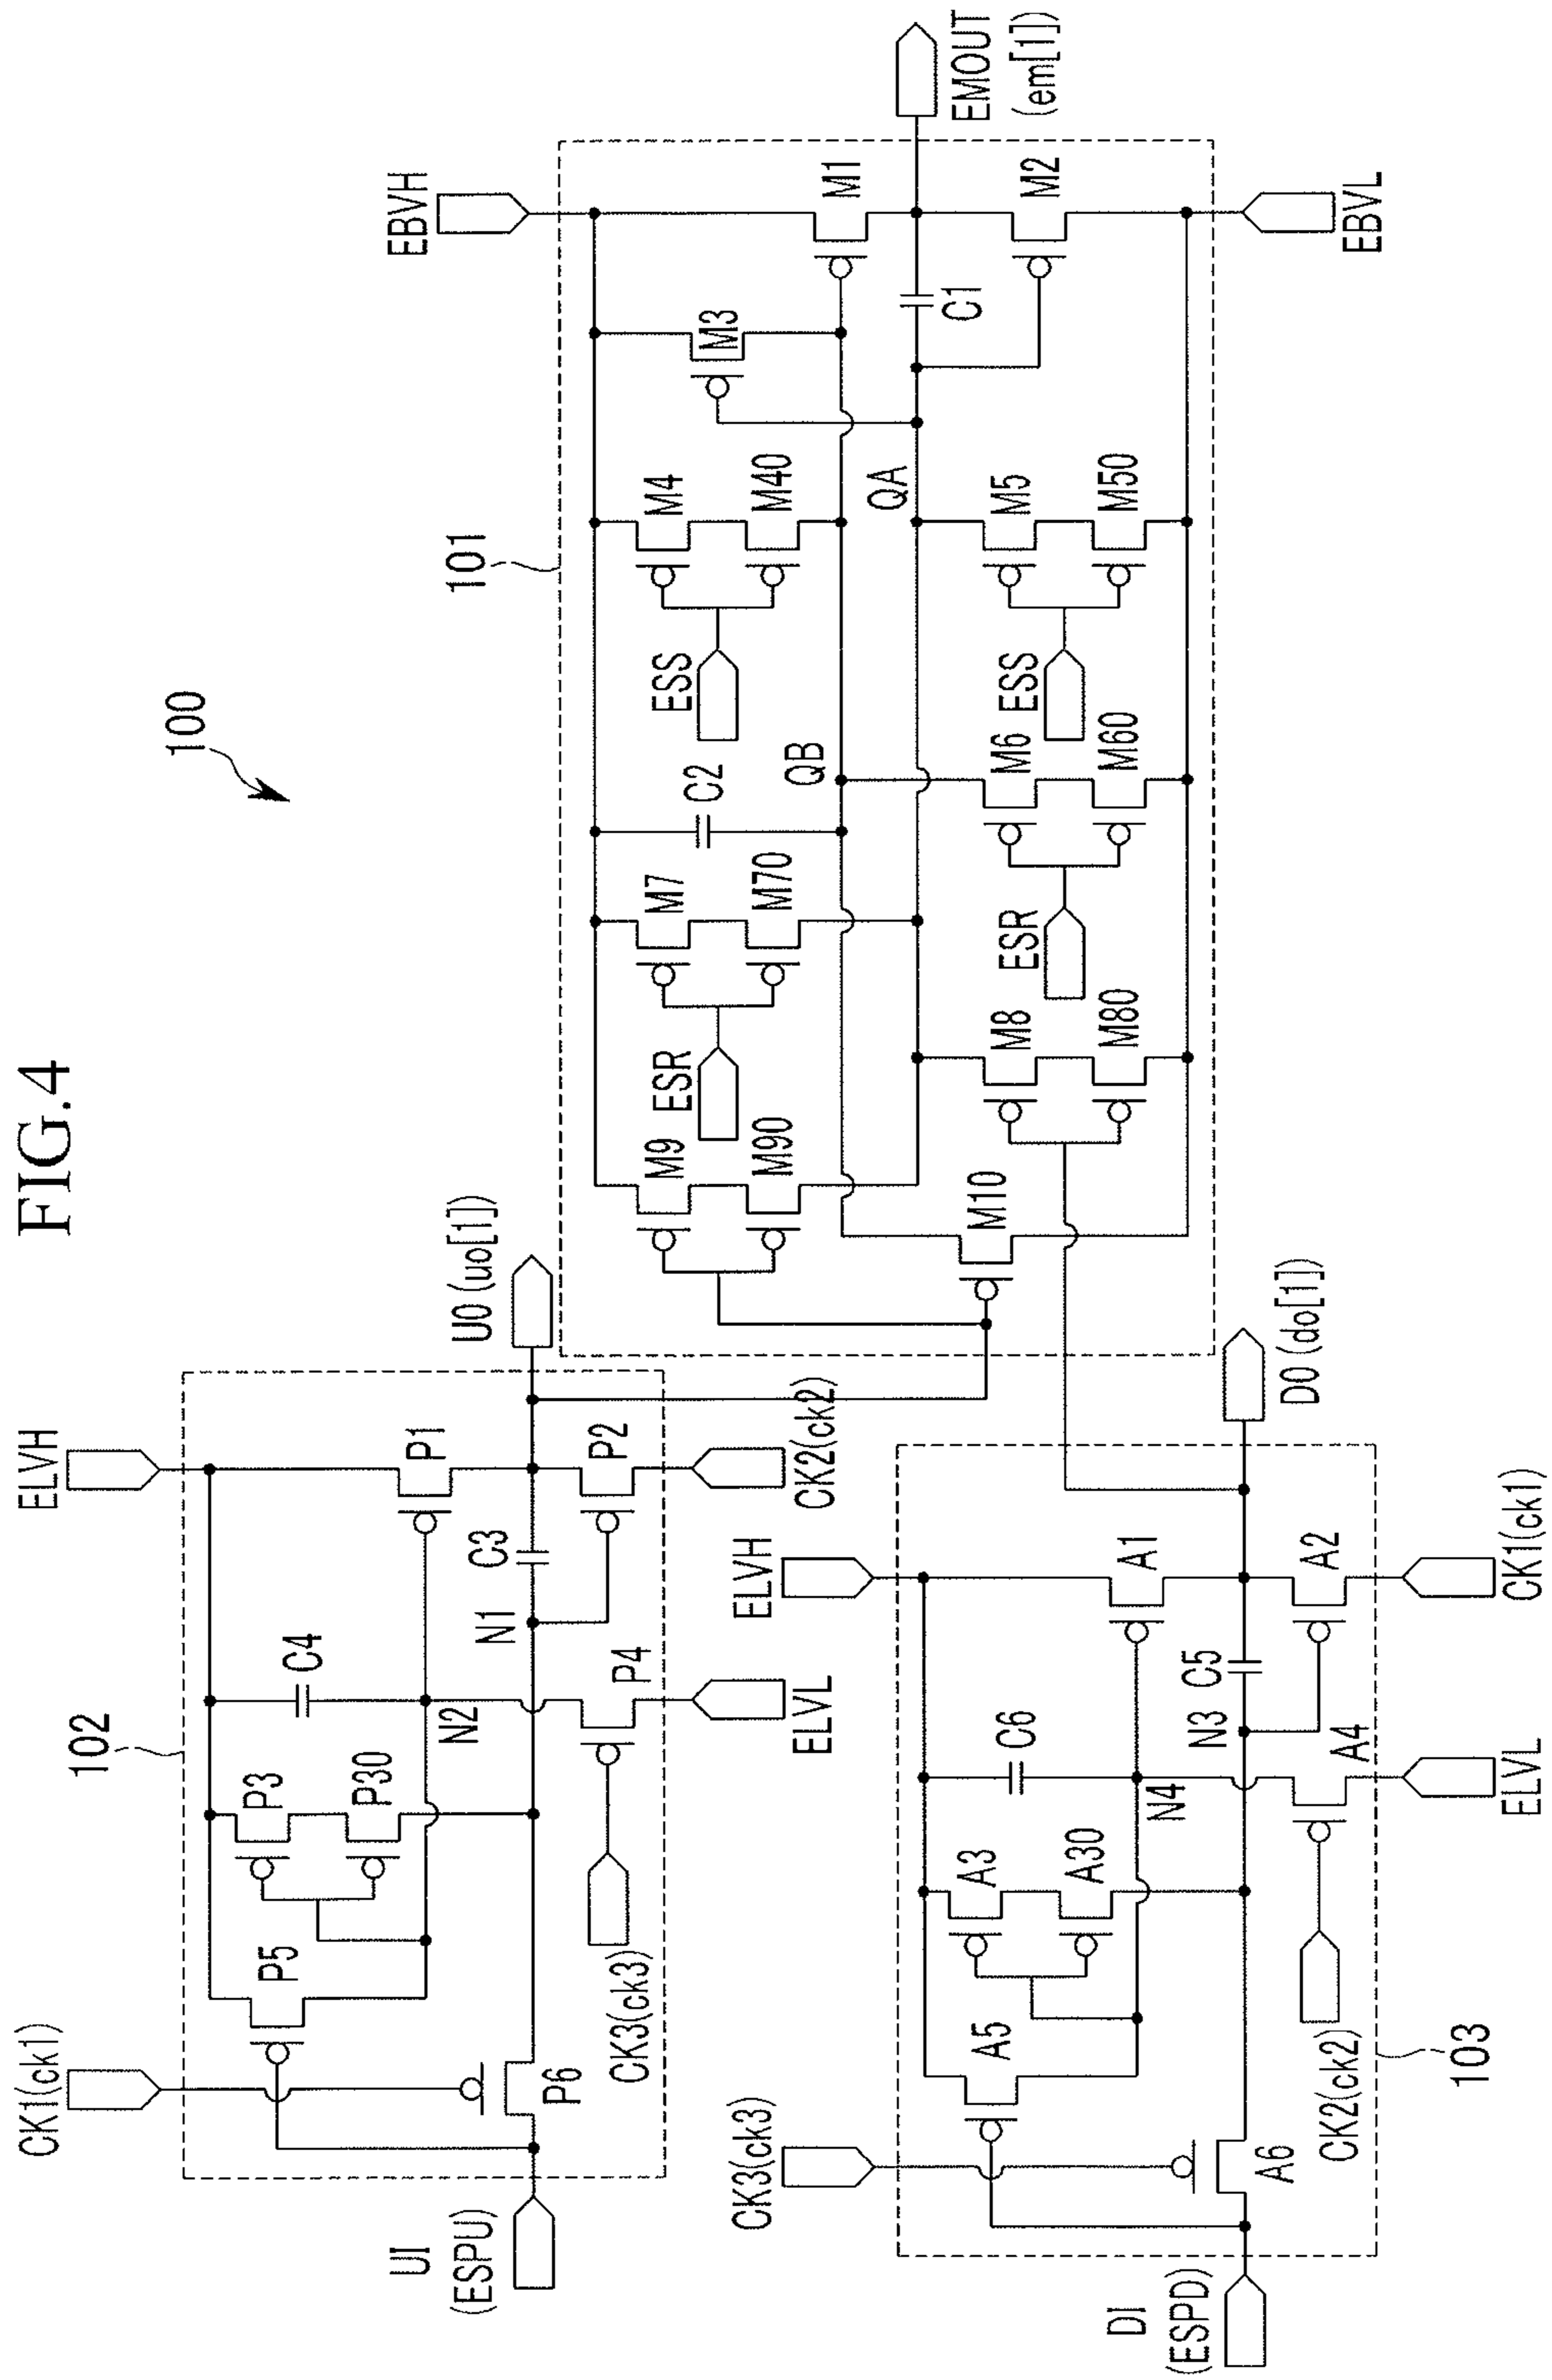 FIG.4
100
102
CK1(ck1)
ELVH
P5
P3
P30
C4
P1
N2
N1
C3
P2
P4
P6
UI
(ESPU)
CK3(ck3)
ELVL
CK2(ck2)
UO (uo[1])
101
EBVH
M9
M90
ESR
M7
M70
C2
QB
ESS
M4
M40
M3
M1
QA
C1
M2
EMOUT
(em[1])
M10
M8
M80
ESR
M6
M60
ESS
M5
M50
EBVL
CK3(ck3)
ELVH
A5
A3
A30
C6
A1
N4
N3
C5
A2
A4
A6
DI
(ESPD)
CK2(ck2)
ELVL
CK1(ck1)
DO (do[1])
103